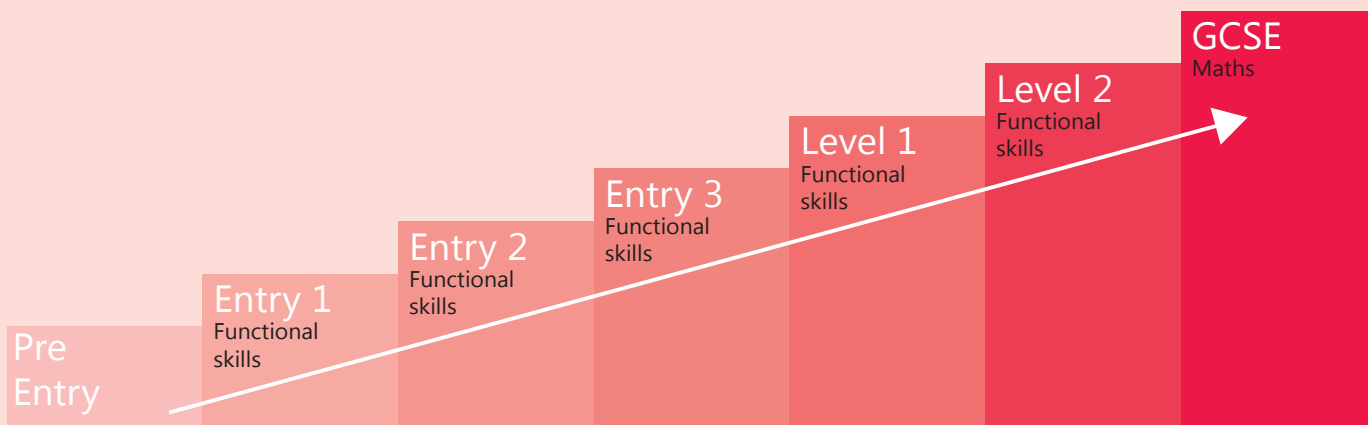 Pre
Entry
Entry 1
Functional
skills
Entry 2
Functional
skills
Entry 3
Functional
skills
Level 1
Functional
skills
Level 2
Functional
skills
GCSE
Maths